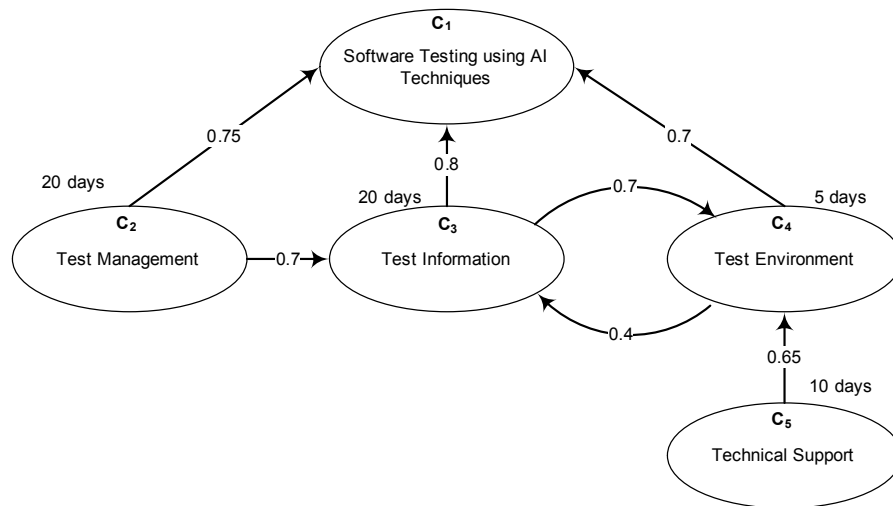 C1
Software Testing using AI
Techniques
0.75
0.8
0.7
20 days
20 days
0.7
5 days
C2
Test Management
0.7
C3
Test Information
C4
Test Environment
0.4
0.65
10 days
C5
Technical Support